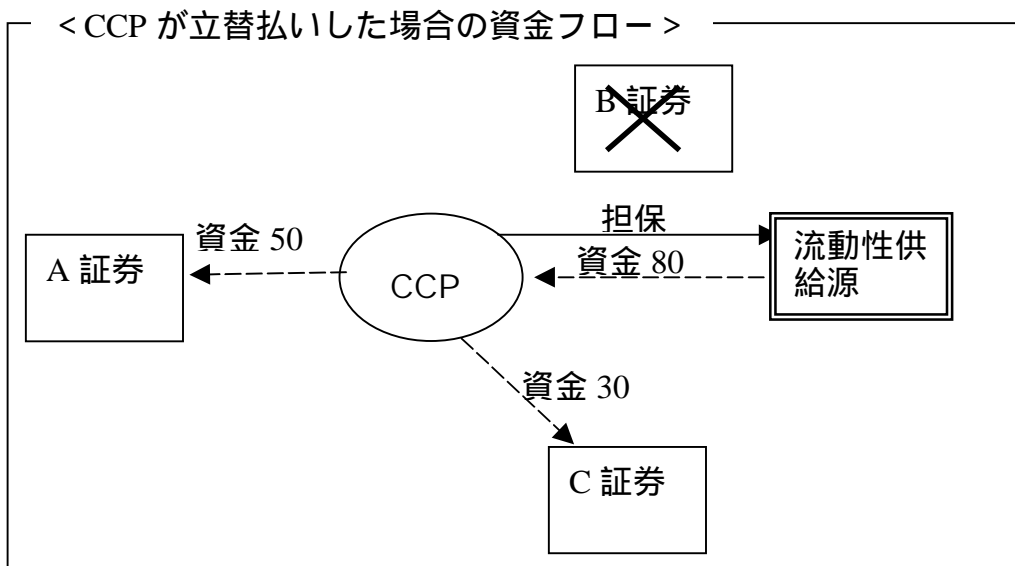 <CCP が立替払いした場合の資金フロー>
B 証券
担保
資金 50
資金 80
流動性供
給源
A 証券
CCP
資金 30
C 証券